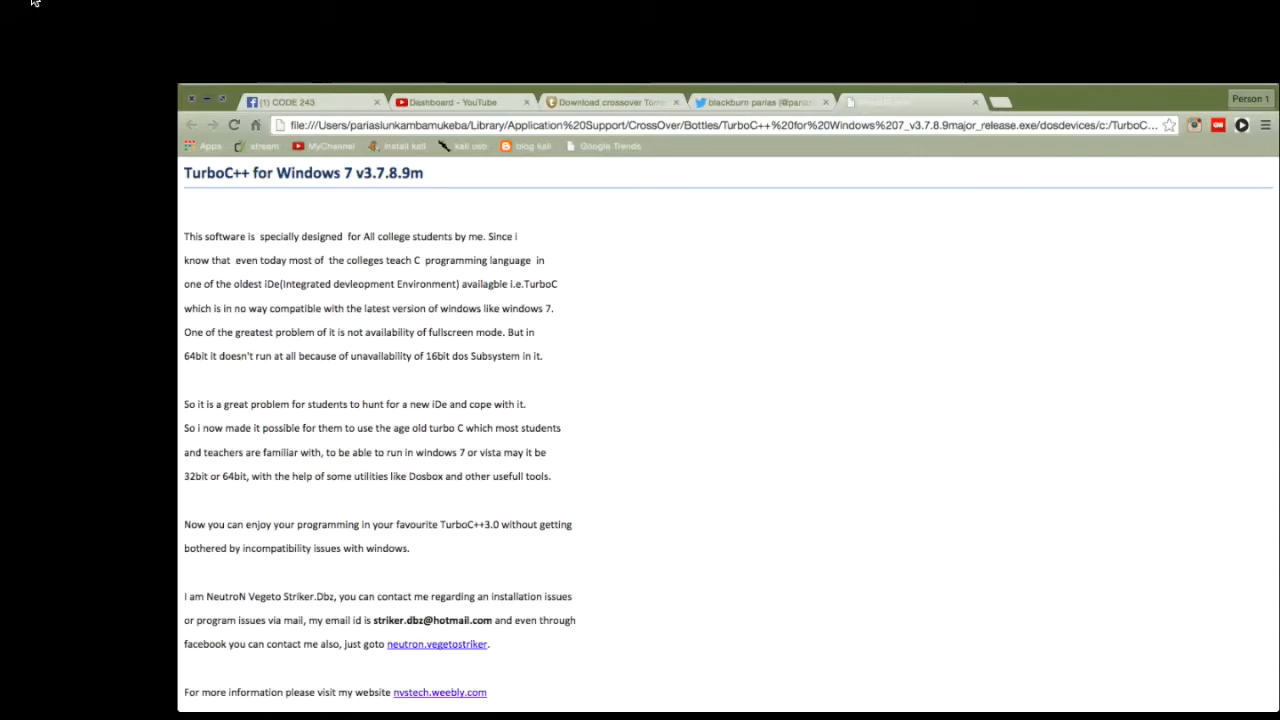 (1) CODE 243
Dashboard - YouTube
Download crossover Torre
blackburn parias (@parias
Person 1
file:///Users/pariaslunkambamukeba/Library/Application%20Support/CrossOver/Bottles/TurboC++%20for%20Windows%207_v3.7.8.9major_release.exe/dosdevices/c:/TurboC...
Apps stream MyChannel install kali kali usb blog kali Google Trends
TurboC++ for Windows 7 v3.7.8.9m
This software is specially designed for All college students by me. Since i
know that even today most of the colleges teach C programming language in
one of the oldest iDe(Integrated devleopment Environment) availagble i.e.TurboC
which is in no way compatible with the latest version of windows like windows 7.
One of the greatest problem of it is not availability of fullscreen mode. But in
64bit it doesn't run at all because of unavailability of 16bit dos Subsystem in it.
So it is a great problem for students to hunt for a new iDe and cope with it.
So i now made it possible for them to use the age old turbo C which most students
and teachers are familiar with, to be able to run in windows 7 or vista may it be
32bit or 64bit, with the help of some utilities like Dosbox and other usefull tools.
Now you can enjoy your programming in your favourite TurboC++3.0 without getting
bothered by incompatibility issues with windows.
I am NeutroN Vegeto Striker.Dbz, you can contact me regarding an installation issues
or program issues via mail, my email id is striker.dbz@hotmail.com and even through
facebook you can contact me also, just goto neutron.vegetostriker.
For more information please visit my website nvstech.weebly.com